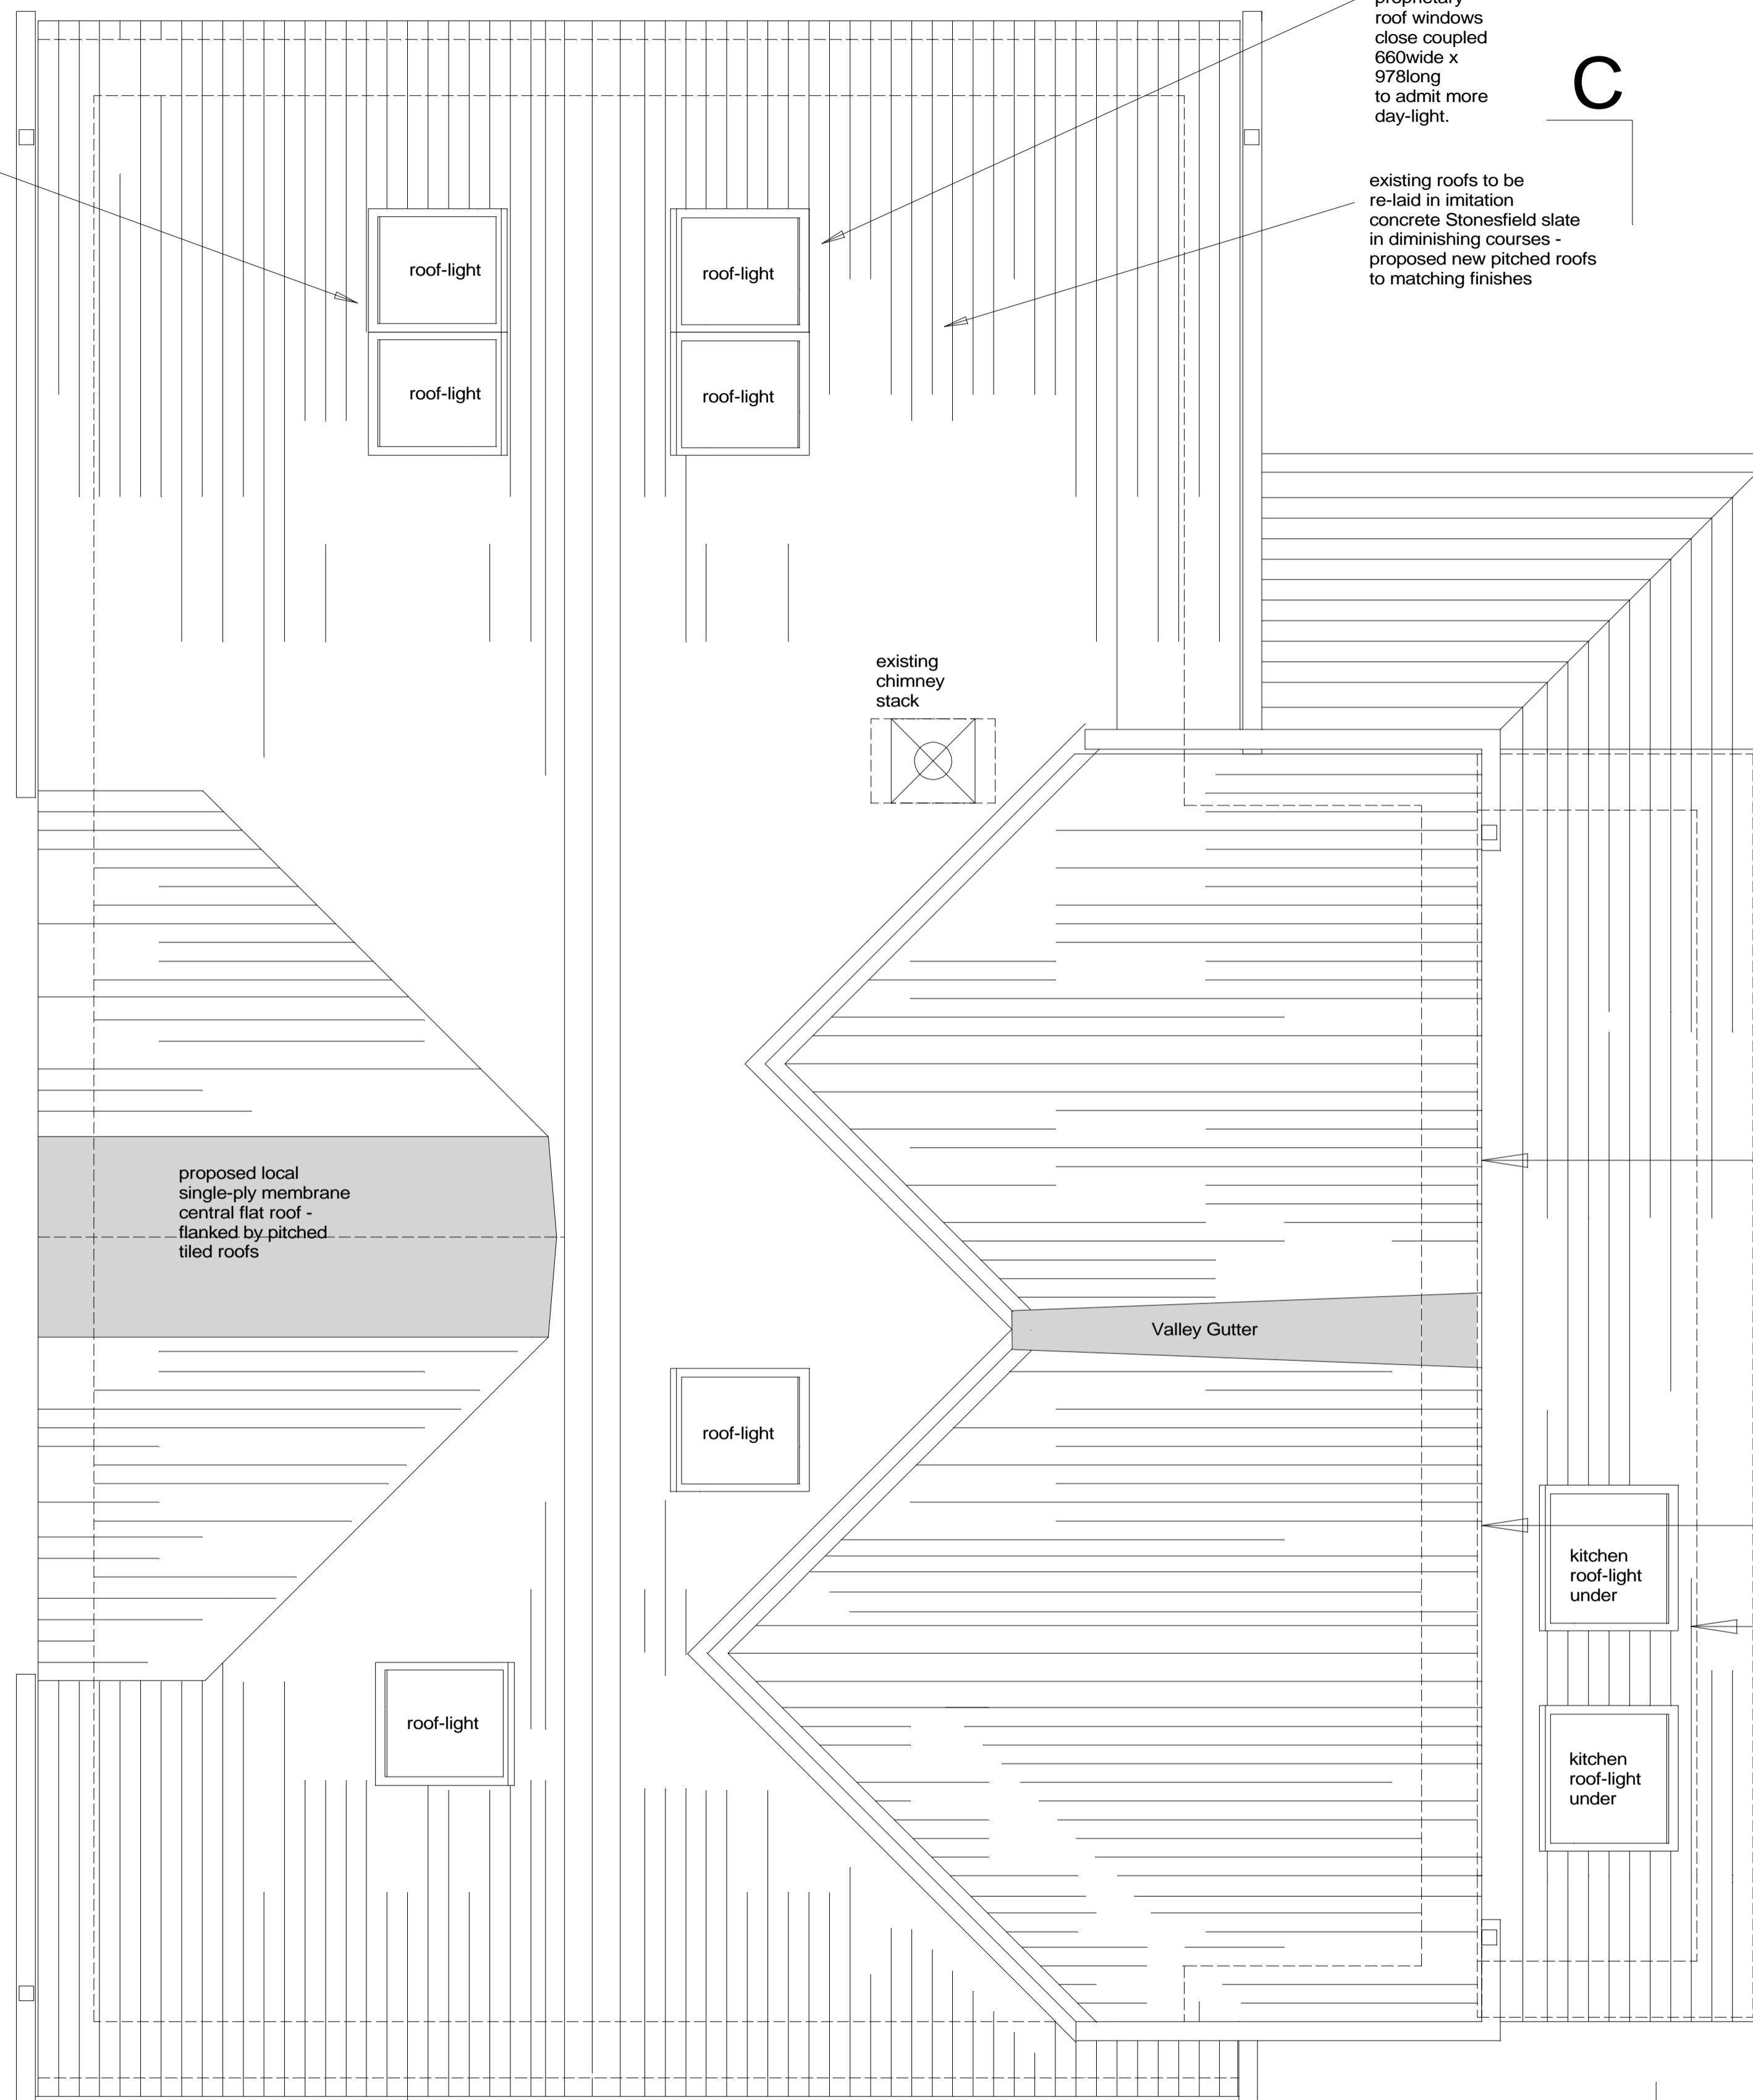 proprietary
roof windows
close coupled
660wide x
978long
to admit more
day-light.
C
existing roofs to be
re-laid in imitation
concrete Stonesfield slate
in diminishing courses -
proposed new pitched roofs
to matching finishes
roof-light
roof-light
roof-light
roof-light
existing
chimney
stack
proposed local
single-ply membrane
central flat roof -
flanked by pitched
tiled roofs
Valley Gutter
roof-light
kitchen
roof-light
under
roof-light
kitchen
roof-light
under